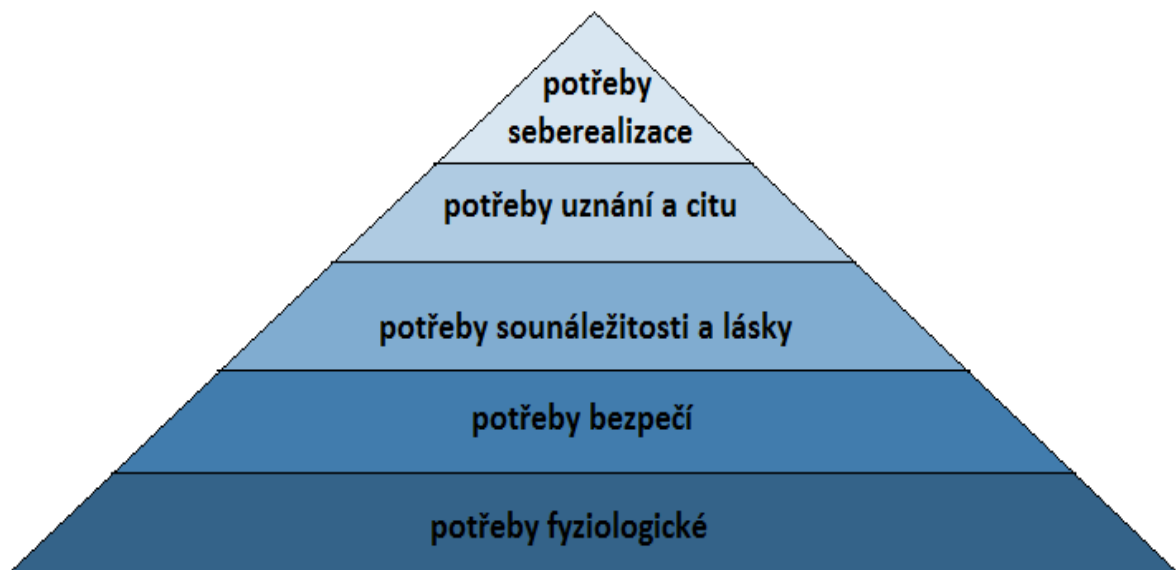 potřeby
seberealizace
potřeby uznání a citu
potřeby sounáležitosti a lásky
potřeby bezpečí
potřeby fyziologické